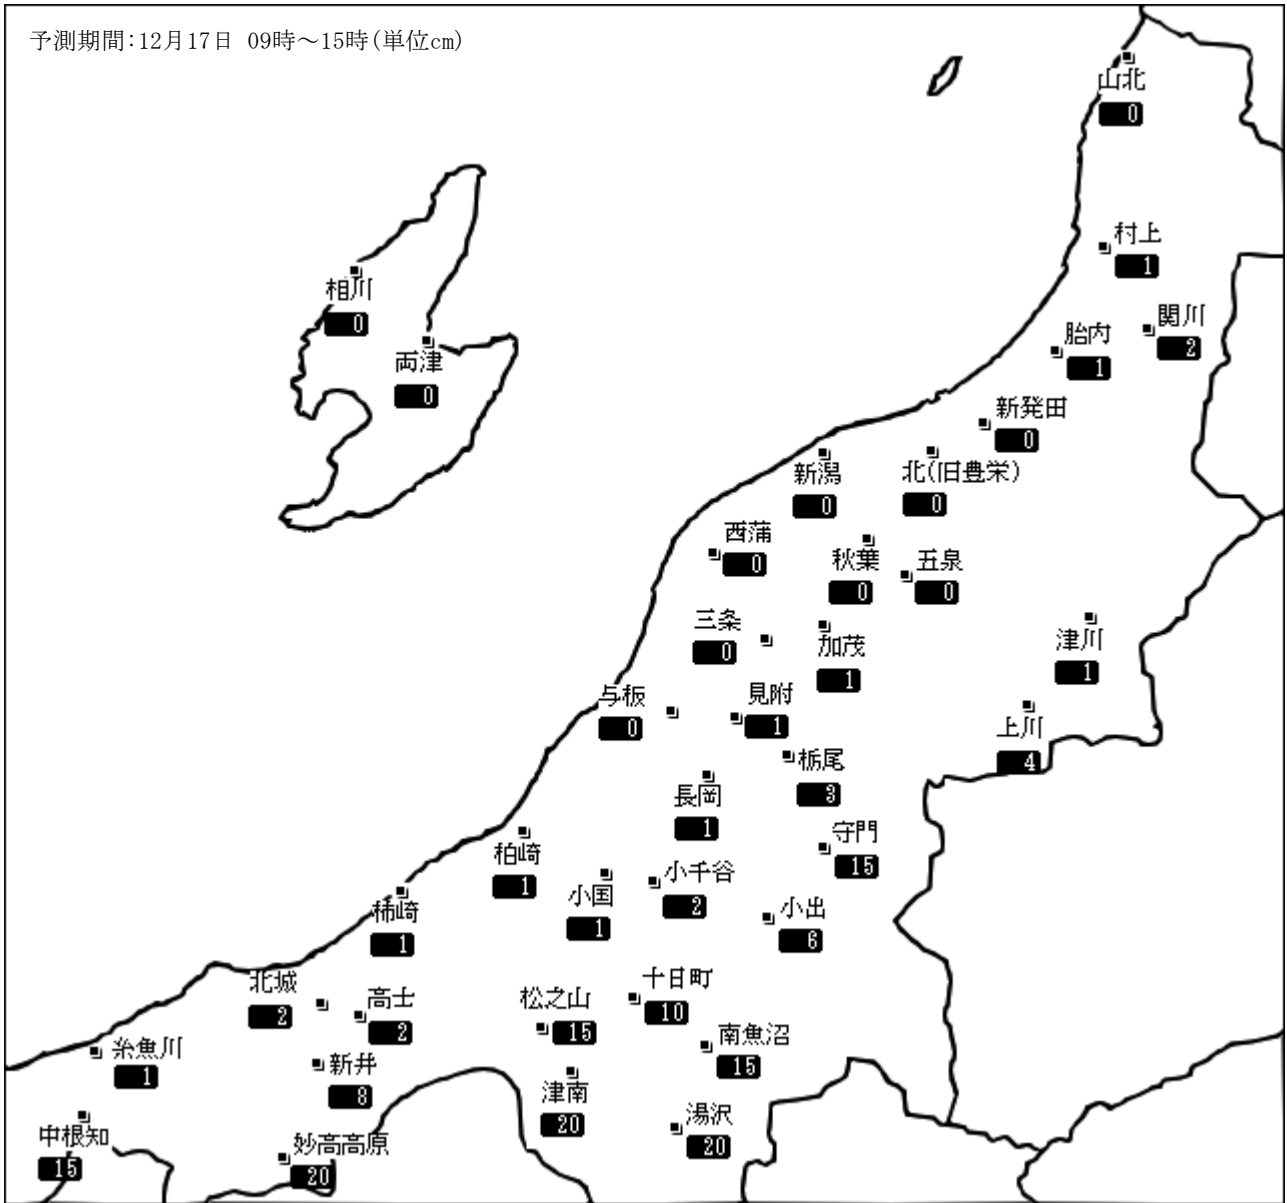 予測期間:12月17日 09時～15時(単位cm)
山北
0
村上
1
相川
0
関川
2
胎内
1
両津
0
新発田
0
新潟
0
北(旧豊栄)
0
西蒲
0
秋葉
0
五泉
0
三条
0
加茂
1
津川
1
与板
0
見附
1
上川
4
栃尾
3
長岡
1
守門
15
柏崎
1
小国
1
小千谷
2
小出
6
柿崎
1
北城
2
高士
2
松之山
15
十日町
10
南魚沼
15
糸魚川
1
新井
8
津南
20
湯沢
20
中根知
15
妙高高原
20